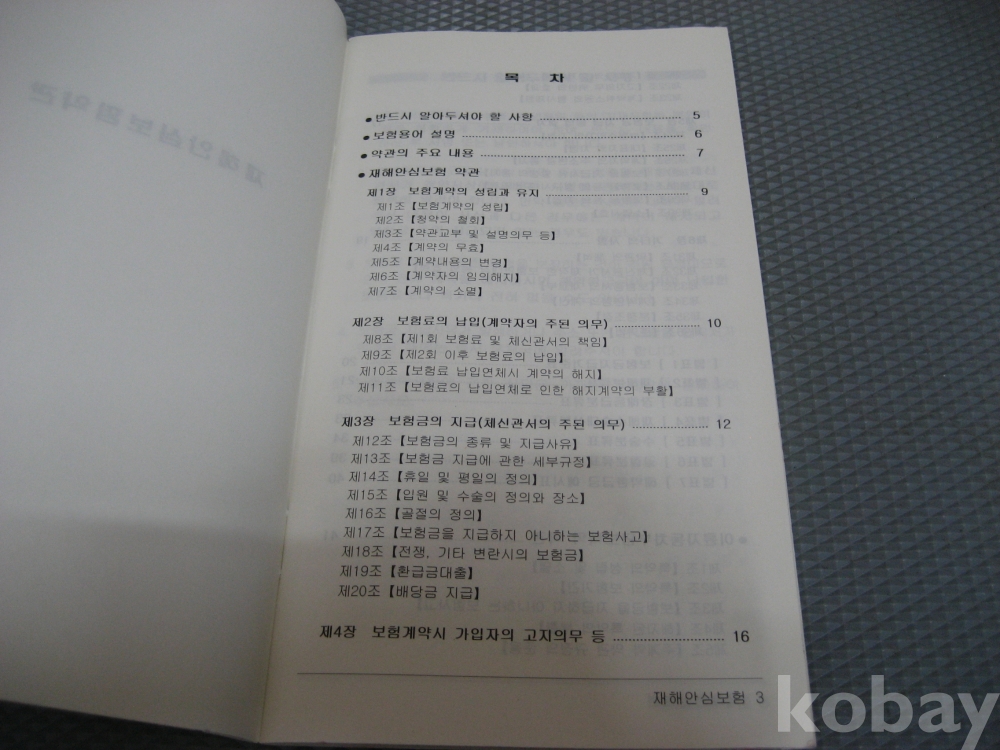 목 차
●반드시 알아두셔야 할 사항 ........................ 5
●보험용어 설명 ........................ 6
●약관의 주요 내용 ........................ 7
●재해안심보험 약관
제1장 보험계약의 성립과 유지 ........................ 9
제1조【보험계약의 성립】
제2조【청약의 철회】
제3조【약관교부 및 설명의무 등】
제4조【계약의 무효】
제5조【계약내용의 변경】
제6조【계약자의 임의해지】
제7조【계약의 소멸】
제2장 보험료의 납입(계약자의 주된 의무) ........................ 10
제8조【제1회 보험료 및 체신관서의 책임】
제9조【제2회 이후 보험료의 납입】
제10조【보험료 납입연체시 계약의 해지】
제11조【보험료의 납입연체로 인한 해지계약의 부활】
제3장 보험금의 지급(체신관서의 주된 의무) ........................ 12
제12조【보험금의 종류 및 지급사유】
제13조【보험금 지급에 관한 세부규정】
제14조【휴일 및 평일의 정의】
제15조【입원 및 수술의 정의와 장소】
제16조【골절의 정의】
제17조【보험금을 지급하지 아니하는 보험사고】
제18조【전쟁, 기타 변란시의 보험금】
제19조【환급금대출】
제20조【배당금 지급】
제4장 보험계약시 가입자의 고지의무 등 ........................ 16
재해안심보험 3
kobay